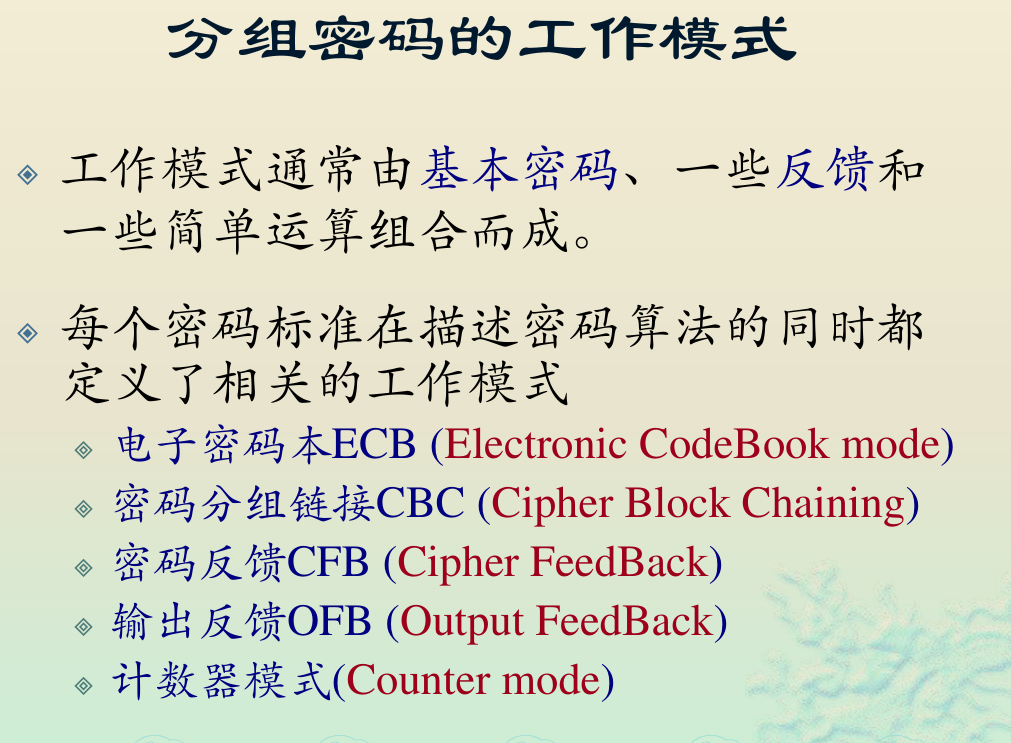 分组密码的工作模式
工作模式通常由基本密码、一些反馈和
一些简单运算组合而成。
每个密码标准在描述密码算法的同时都
定义了相关的工作模式
电子密码本ECB (Electronic CodeBook mode)
密码分组链接CBC (Cipher Block Chaining)
密码反馈CFB (Cipher FeedBack)
输出反馈OFB (Output FeedBack)
计数器模式(Counter mode)